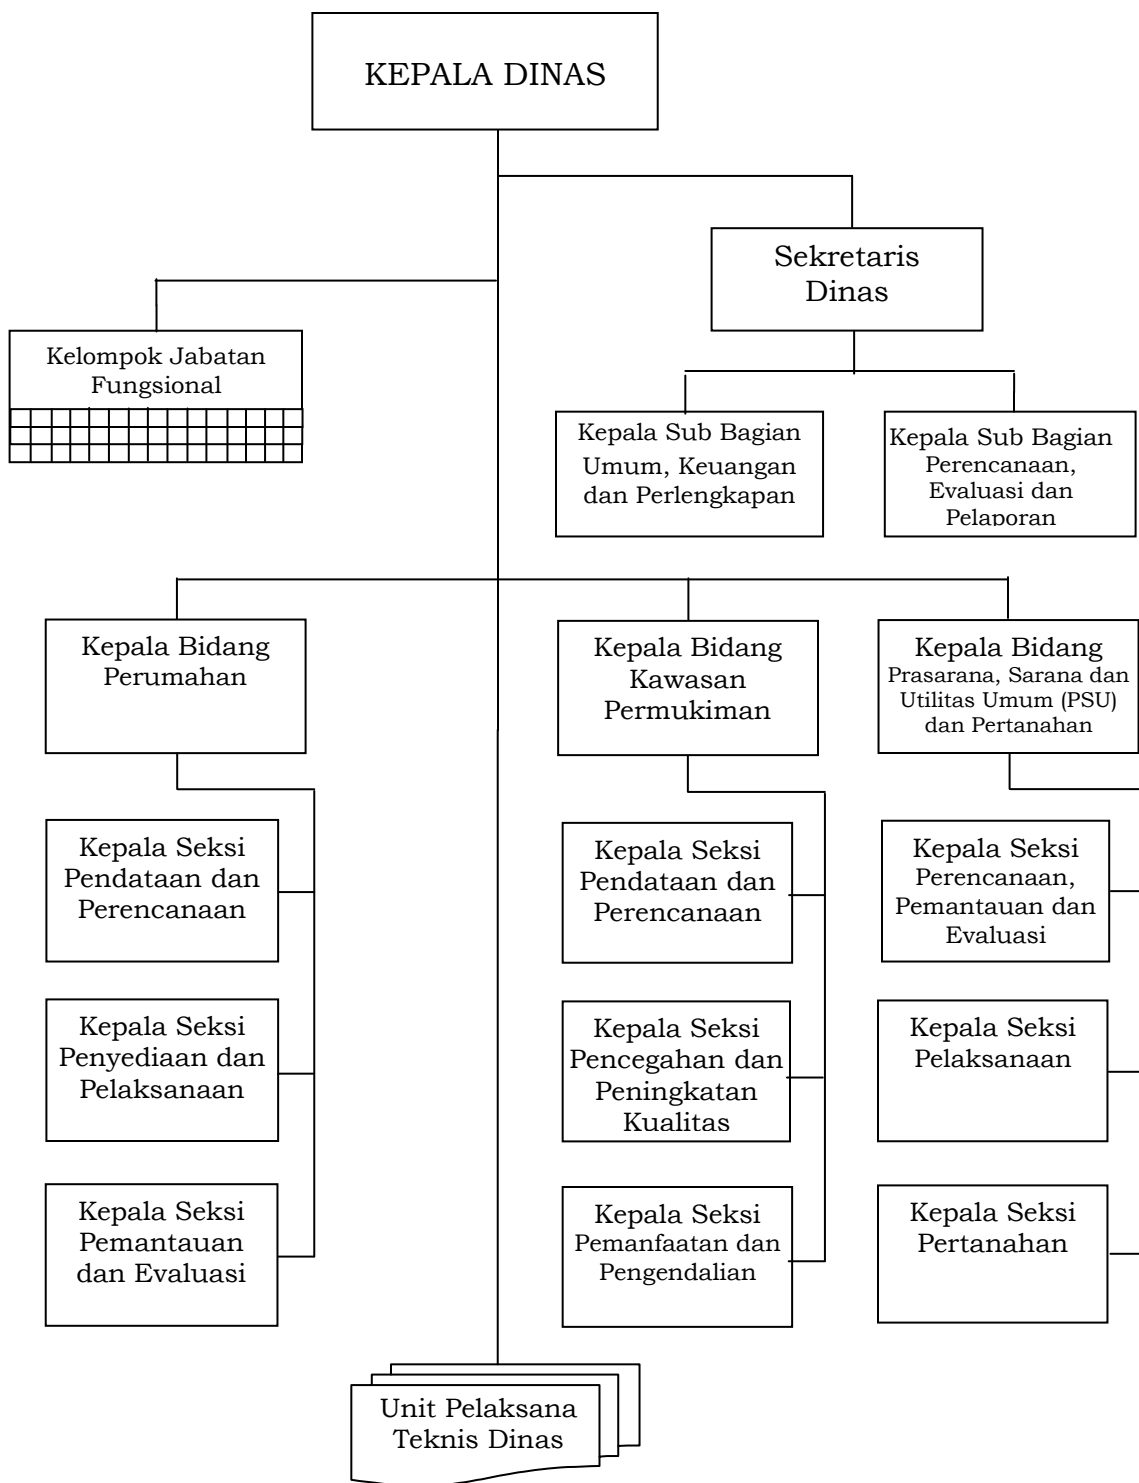 KEPALA DINAS
Sekretaris
Dinas
Kelompok Jabatan
Fungsional
Kepala Sub Bagian
Umum, Keuangan
dan Perlengkapan
Kepala Sub Bagian
Perencanaan,
Evaluasi dan
Pelaporan
Kepala Bidang
Perumahan
Kepala Bidang
Kawasan
Permukiman
Kepala Bidang
Prasarana, Sarana dan
Utilitas Umum (PSU)
dan Pertanahan
Kepala Seksi
Pendataan dan
Perencanaan
Kepala Seksi
Pendataan dan
Perencanaan
Kepala Seksi
Perencanaan,
Pemantauan dan
Evaluasi
Kepala Seksi
Penyediaan dan
Pelaksanaan
Kepala Seksi
Pencegahan dan
Peningkatan
Kualitas
Kepala Seksi
Pelaksanaan
Kepala Seksi
Pemantauan
dan Evaluasi
Kepala Seksi
Pemanfaatan dan
Pengendalian
Kepala Seksi
Pertanahan
Unit Pelaksana
Teknis Dinas